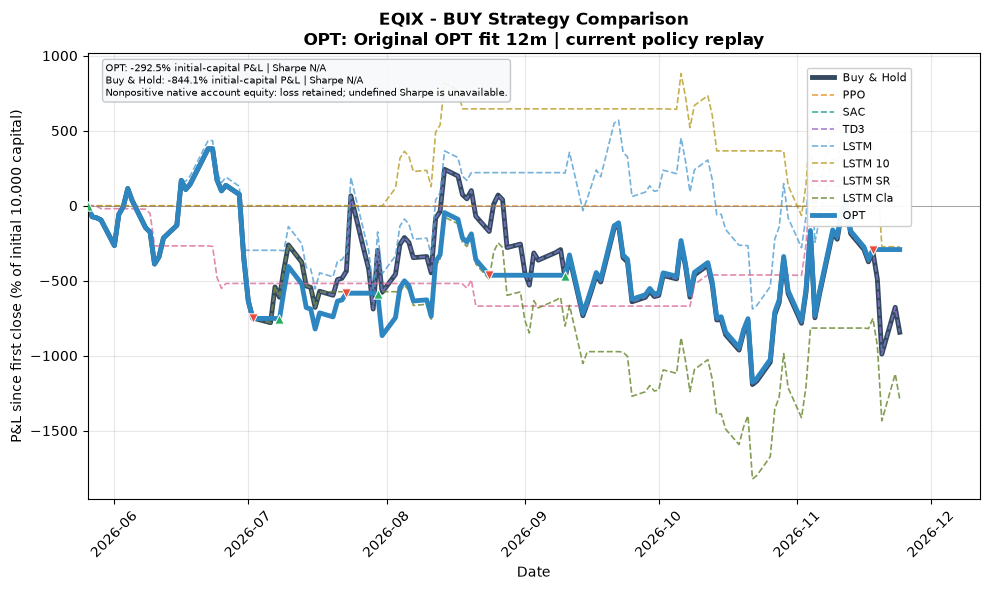 EQIX - BUY Strategy Comparison
OPT: Original OPT fit 12m | current policy replay
OPT: -292.5% initial-capital P&L | Sharpe N/A
Buy & Hold: -844.1% initial-capital P&L | Sharpe N/A
Nonpositive native account equity: loss retained; undefined Sharpe is unavailable.
Buy & Hold
PPO
SAC
TD3
LSTM
LSTM 10
LSTM SR
LSTM Cla
OPT
P&L since first close (% of initial 10,000 capital)
1000
500
0
−500
−1000
−1500
2026-06
2026-07
2026-08
2026-09
2026-10
2026-11
2026-12
Date